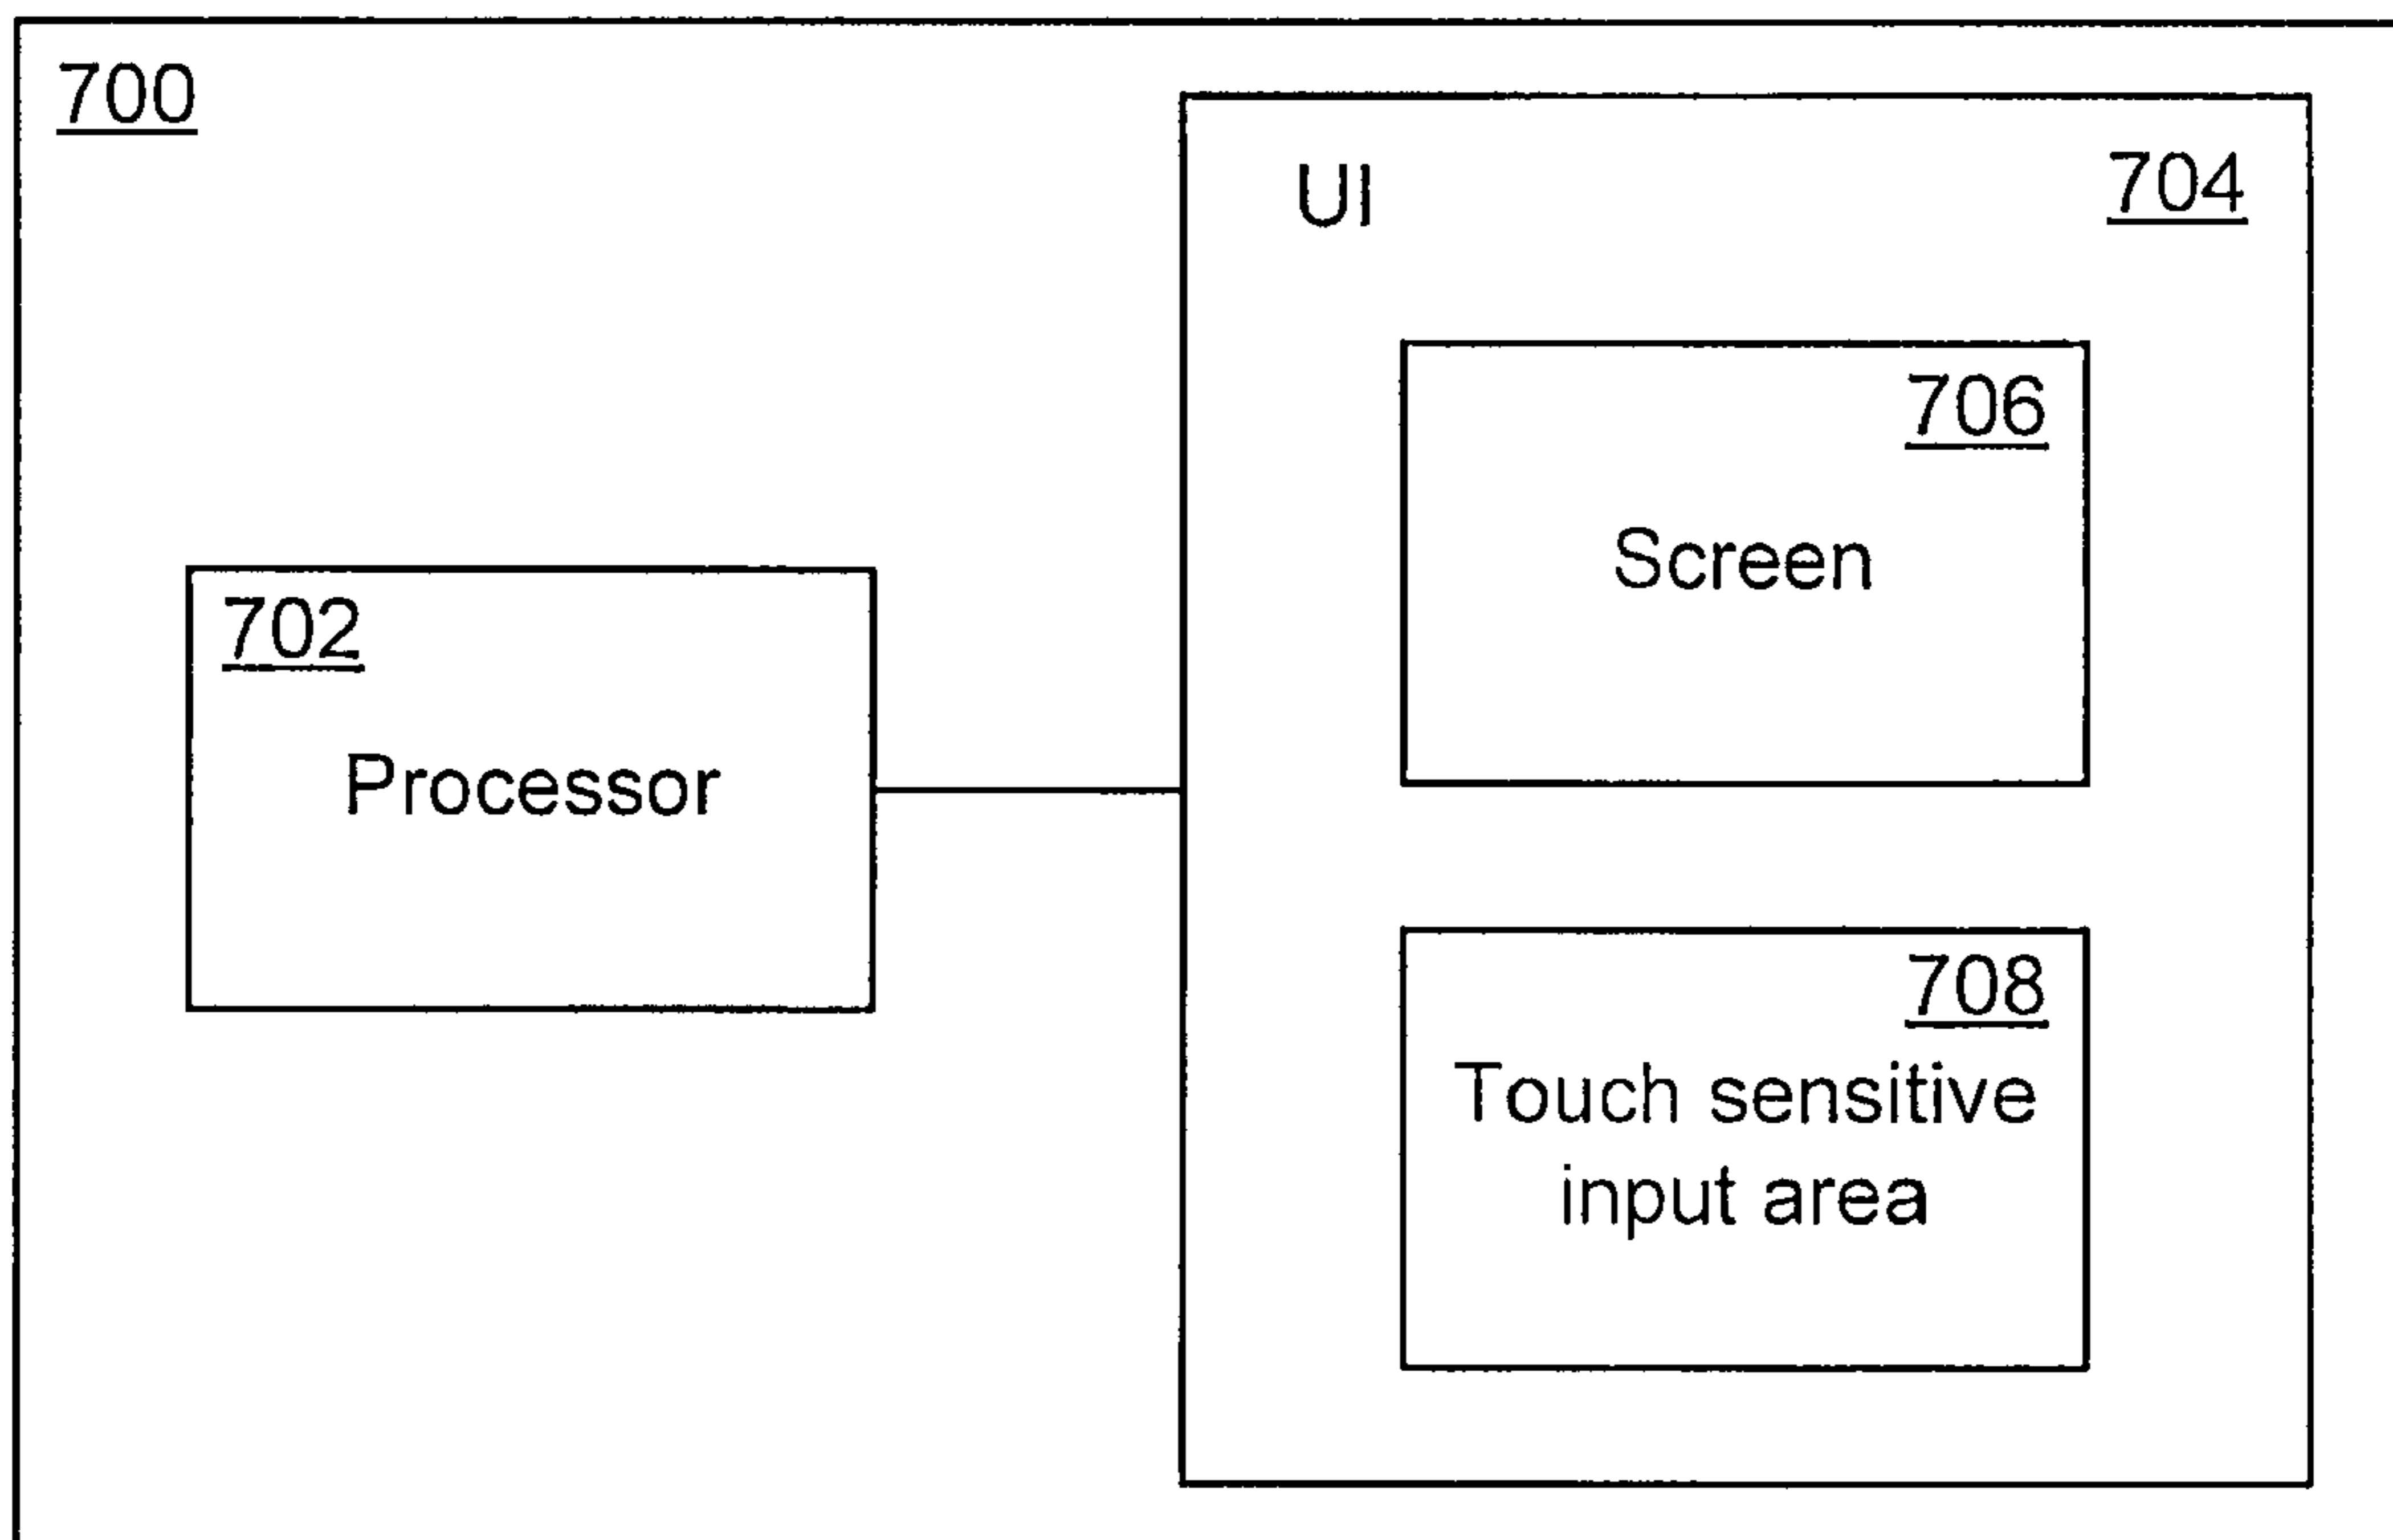 700
UI
704
706
Screen
702
Processor
708
Touch sensitive
input area